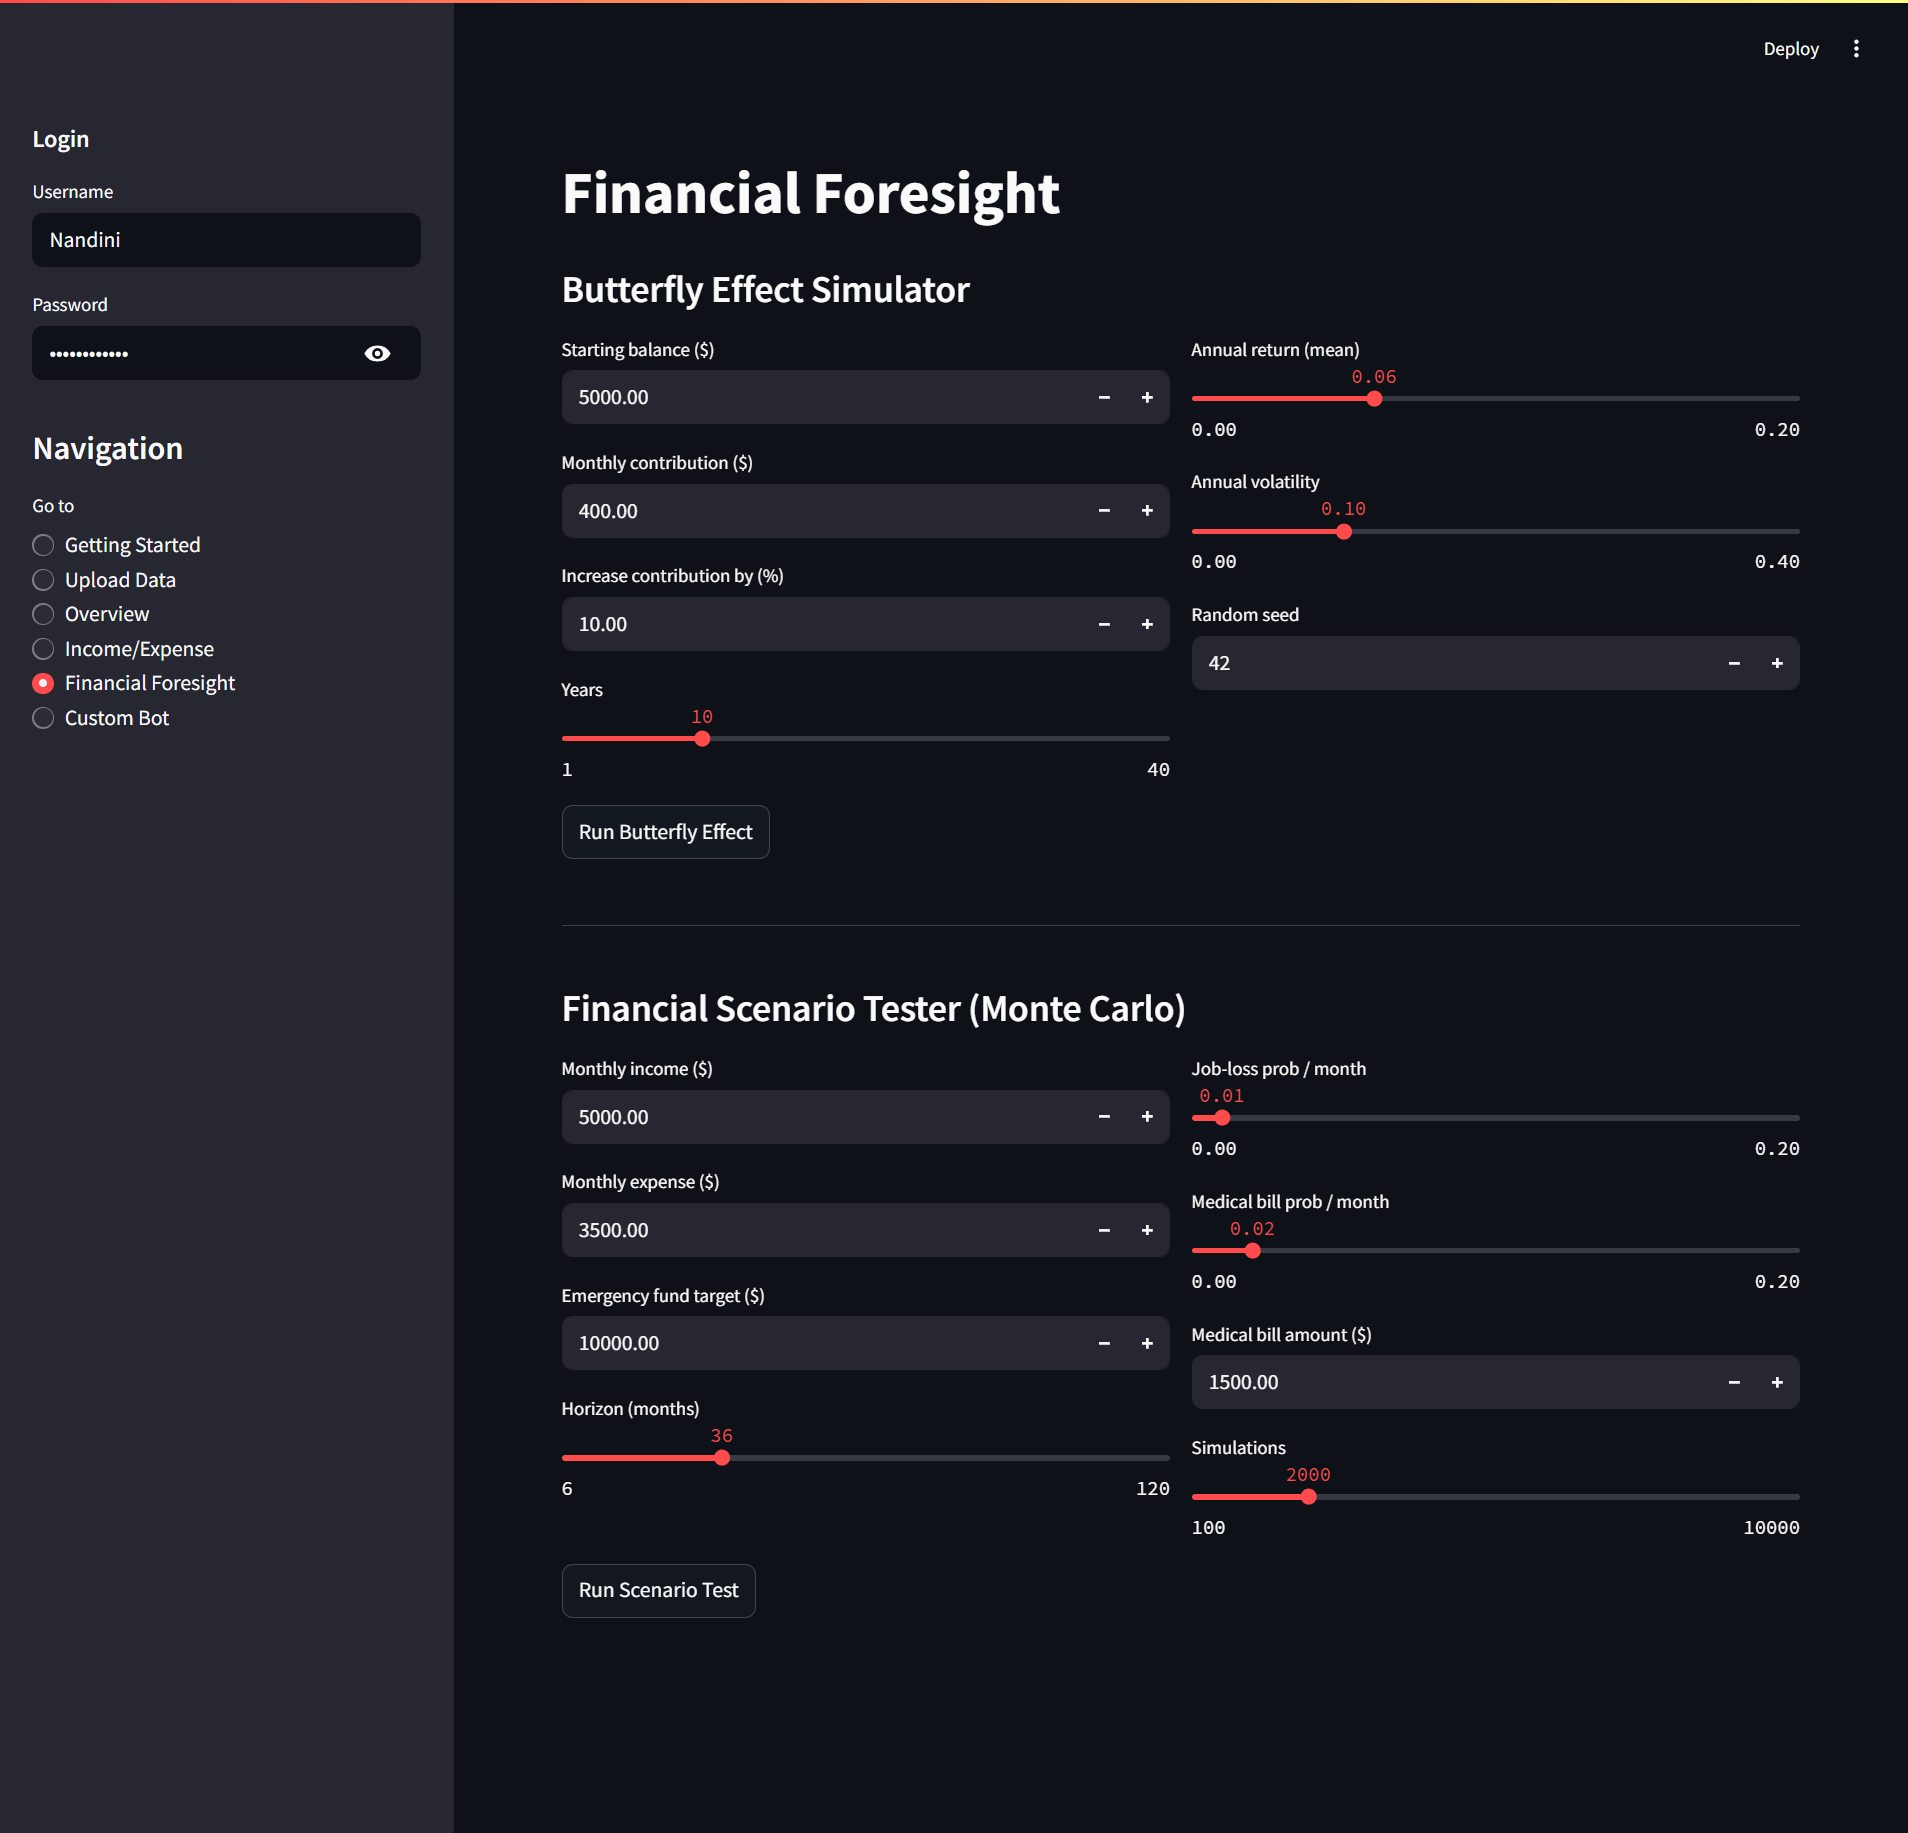 Deploy
Login
Username
Nandini
Password
••••••••••••
Navigation
Go to
Getting Started
Upload Data
Overview
Income/Expense
Financial Foresight
Custom Bot
Financial Foresight
Butterfly Effect Simulator
Starting balance ($)
5000.00
Monthly contribution ($)
400.00
Increase contribution by (%)
10.00
Years
10
1 40
Annual return (mean)
0.06
0.00 0.20
Annual volatility
0.10
0.00 0.40
Random seed
42
Run Butterfly Effect
Financial Scenario Tester (Monte Carlo)
Monthly income ($)
5000.00
Monthly expense ($)
3500.00
Emergency fund target ($)
10000.00
Horizon (months)
36
6 120
Job-loss prob / month
0.01
0.00 0.20
Medical bill prob / month
0.02
0.00 0.20
Medical bill amount ($)
1500.00
Simulations
2000
100 10000
Run Scenario Test